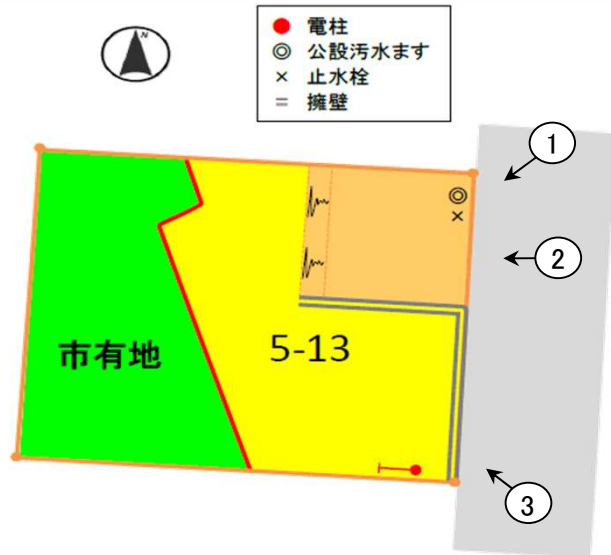 N
● 電柱
◎ 公設汚水ます
× 止水栓
= 擁壁
①
◎
×
②
市有地
5-13
③